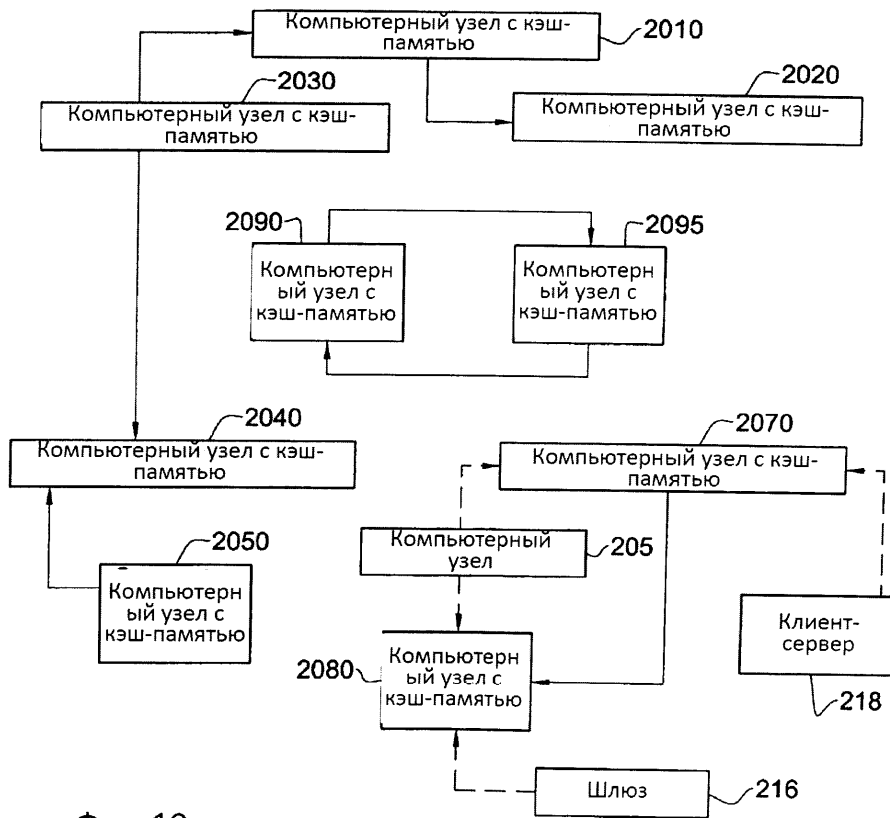 Компьютерный узел с кэш-
памятью
2010
2030
Компьютерный узел с кэш-
памятью
2020
Компьютерный узел с кэш-
памятью
2090
Компьютерн
ый узел с
кэш-памятью
2095
Компьютерн
ый узел с
кэш-памятью
2040
Компьютерный узел с кэш-
памятью
2070
Компьютерный узел с кэш-
памятью
2050
Компьютерн
ый узел с
кэш-памятью
Компьютерный
узел
205
2080
Компьютерн
ый узел с
кэш-памятью
Клиент-
сервер
218
Шлюз
216